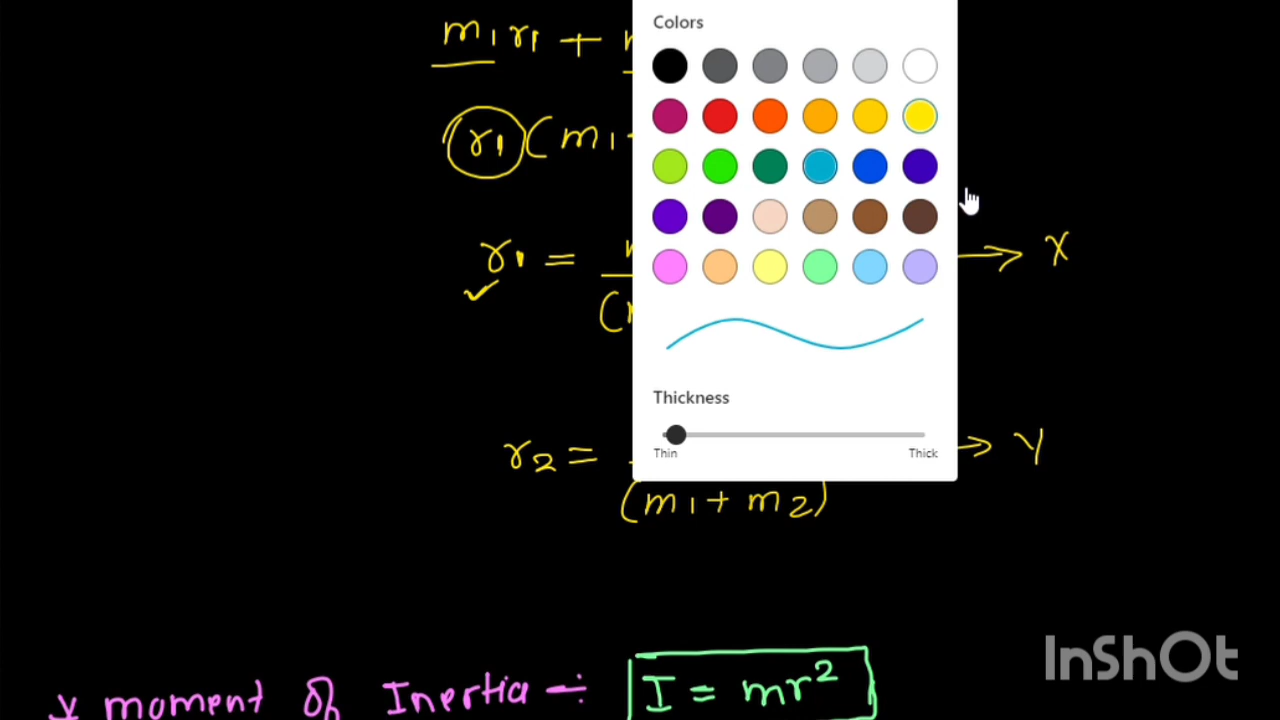 m1r1 +
Colors
r1 (m1
r1 =
→ X
(
Thickness
Thin
Thick
r2 =
→ Y
(m1 + m2)
InShOt
* moment Of Inertia -: I = mr²